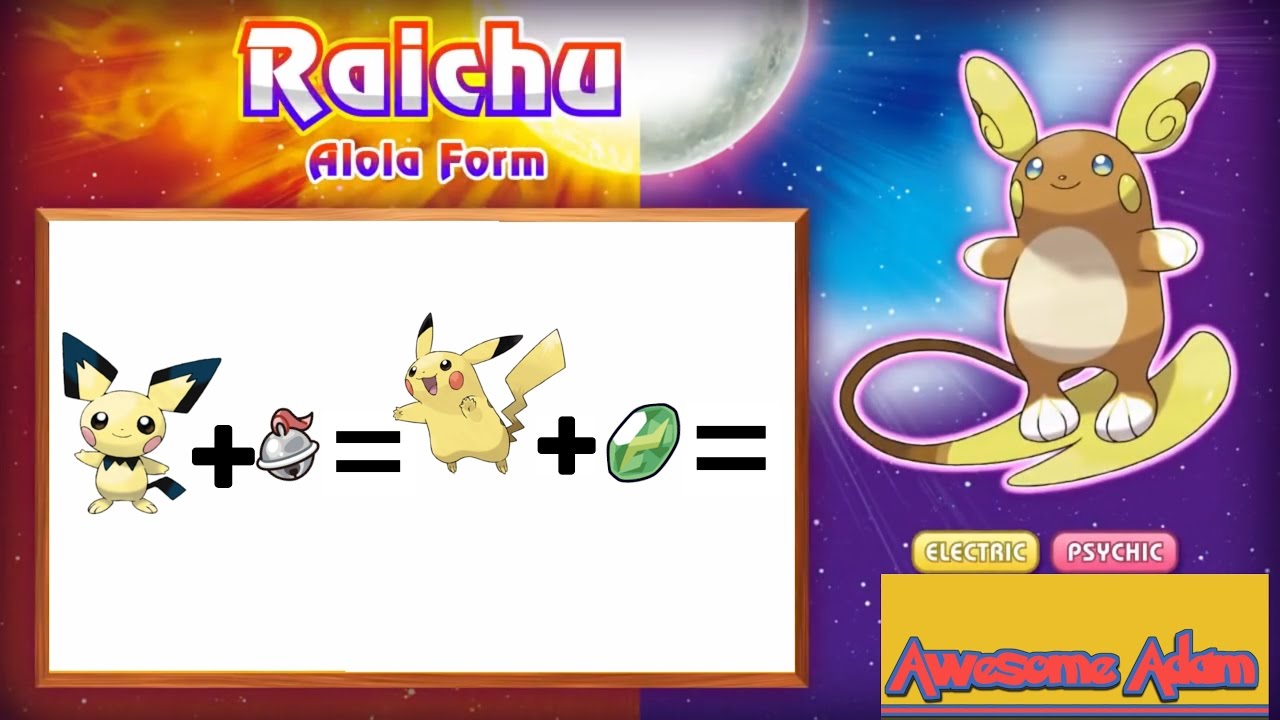 Raichu
Alola Form
+ = + =
ELECTRIC PSYCHIC
Awesome Adam